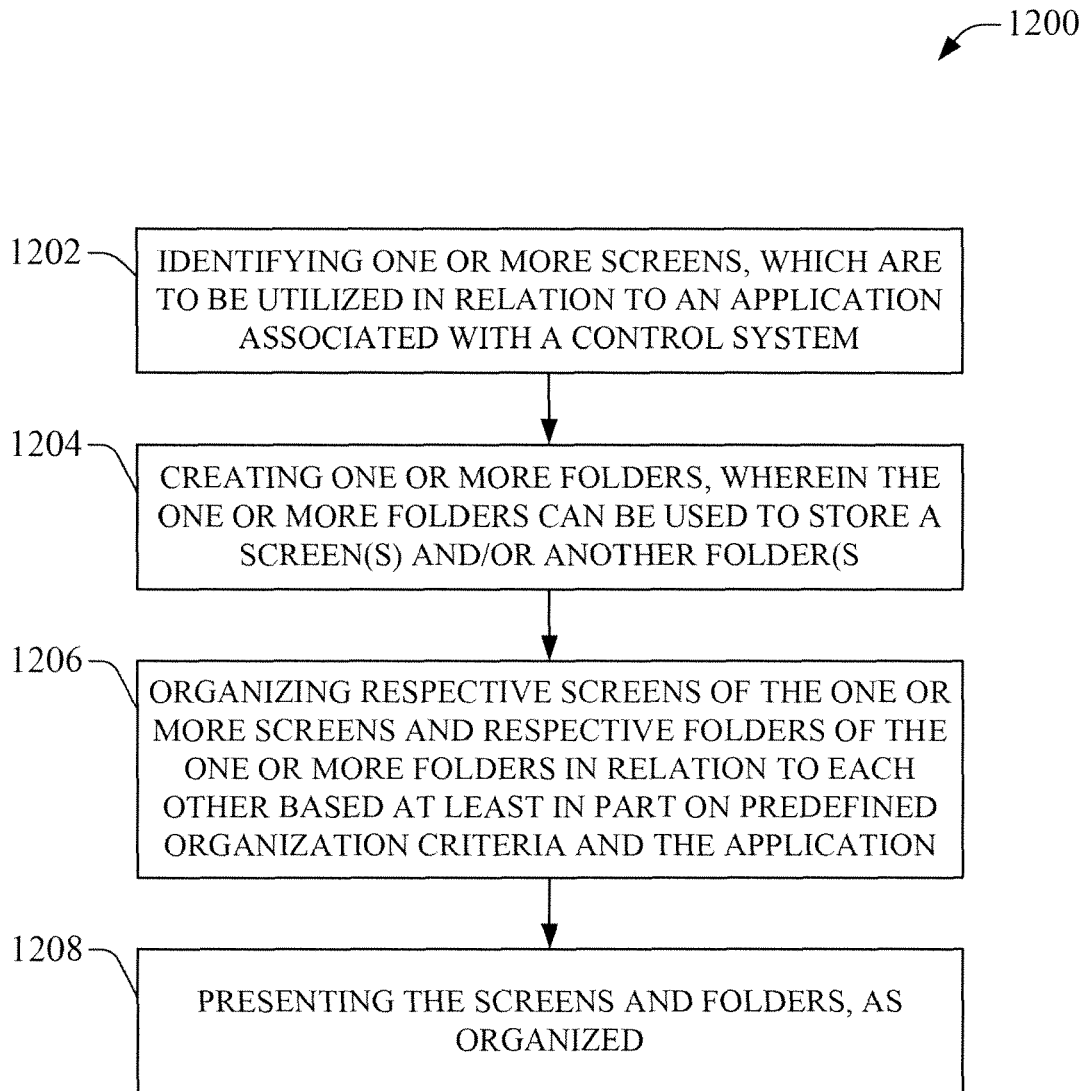 1200
1202
IDENTIFYING ONE OR MORE SCREENS, WHICH ARE
TO BE UTILIZED IN RELATION TO AN APPLICATION
ASSOCIATED WITH A CONTROL SYSTEM
1204
CREATING ONE OR MORE FOLDERS, WHEREIN THE
ONE OR MORE FOLDERS CAN BE USED TO STORE A
SCREEN(S) AND/OR ANOTHER FOLDER(S
1206
ORGANIZING RESPECTIVE SCREENS OF THE ONE OR
MORE SCREENS AND RESPECTIVE FOLDERS OF THE
ONE OR MORE FOLDERS IN RELATION TO EACH
OTHER BASED AT LEAST IN PART ON PREDEFINED
ORGANIZATION CRITERIA AND THE APPLICATION
1208
PRESENTING THE SCREENS AND FOLDERS, AS
ORGANIZED